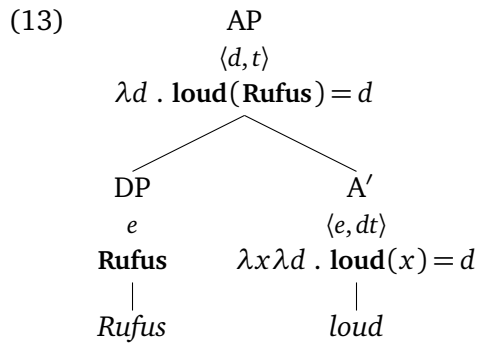 (13) AP
⟨d, t⟩
λd . loud(Rufus) = d
DP A′
e ⟨e, dt⟩
Rufus λxλd . loud(x) = d
Rufus loud